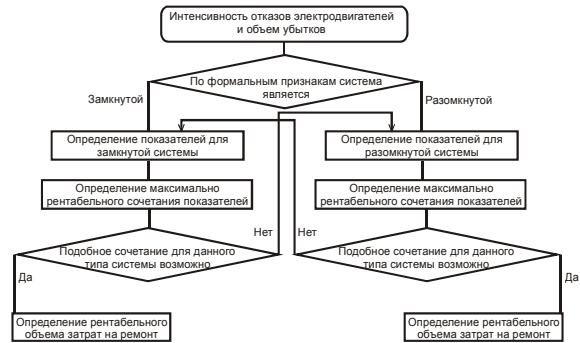 Интенсивность отказов электродвигателей
и объем убытков
По формальным признакам система
является
Замкнутой
Разомкнутой
Определение показателей для
замкнутой системы
Определение показателей для
разомкнутой системы
Определение максимально
рентабельного сочетания показателей
Определение максимально
рентабельного сочетания показателей
Нет
Нет
Подобное сочетание для данного
типа системы возможно
Подобное сочетание для данного
типа системы возможно
Да
Да
Определение рентабельного
объема затрат на ремонт
Определение рентабельного
объема затрат на ремонт